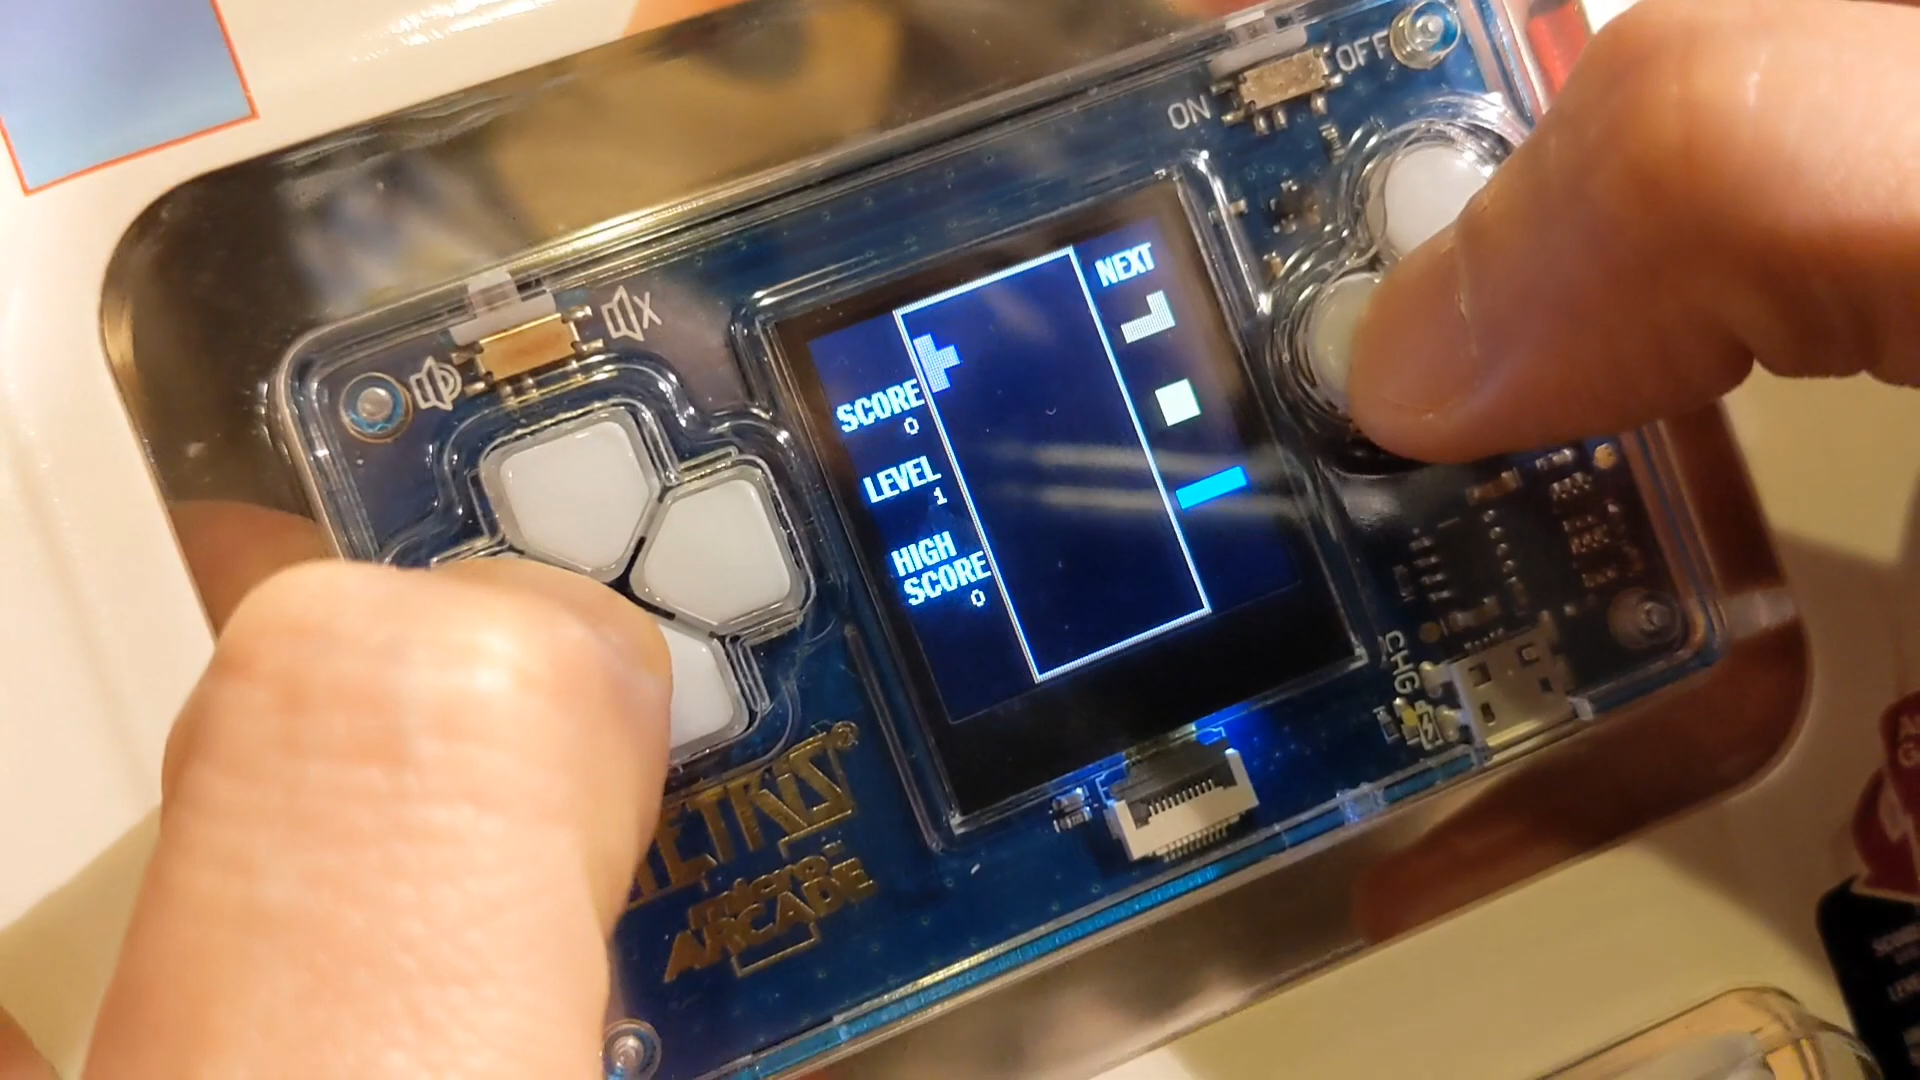 OFF
ON
NEXT
SCORE
0
LEVEL
1
HIGH
SCORE
0
CHG
TETRIS®
micro
ARCADE